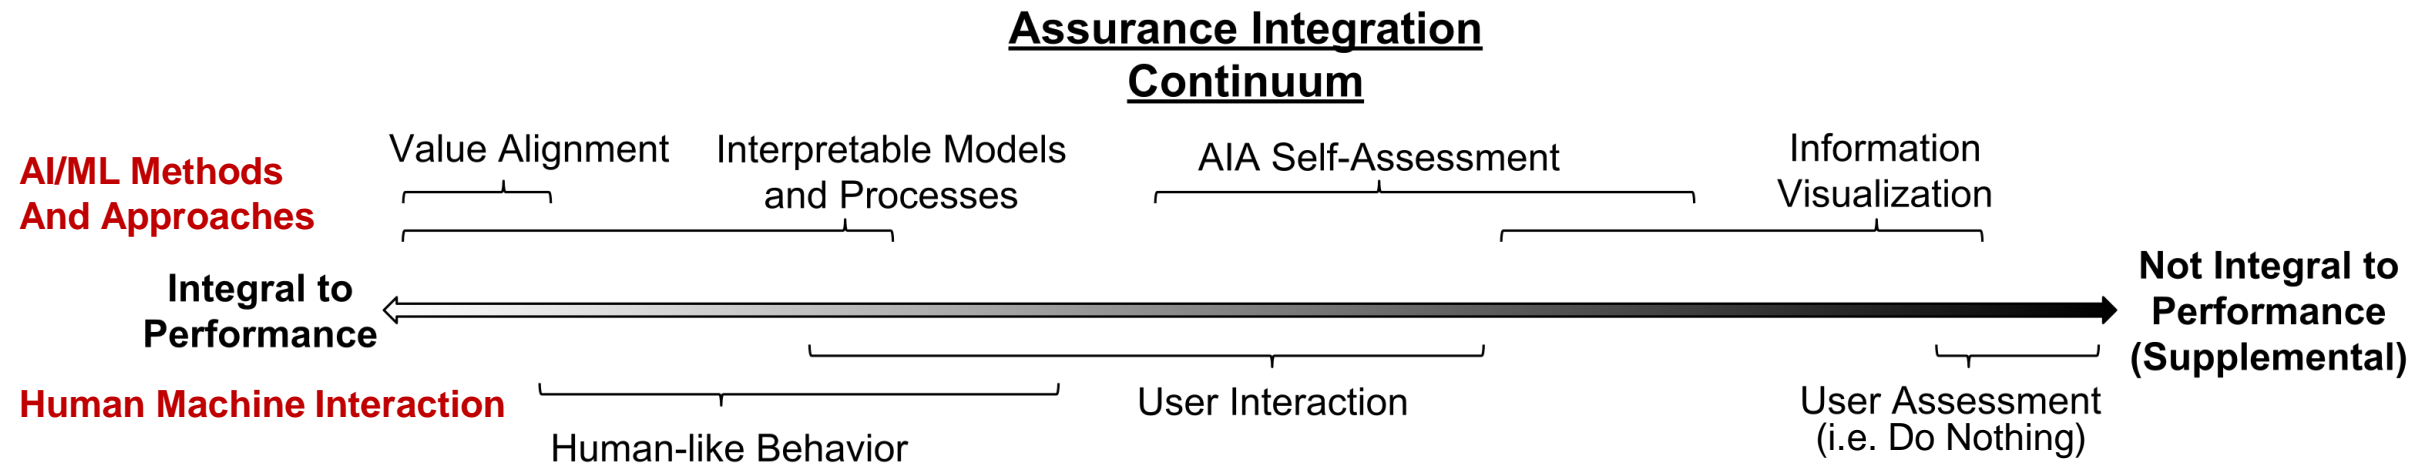 Assurance Integration
Continuum
AI/ML Methods
And Approaches
Value Alignment
Interpretable Models
and Processes
AIA Self-Assessment
Information
Visualization
Integral to
Performance
Not Integral to
Performance
(Supplemental)
Human Machine Interaction
Human-like Behavior
User Interaction
User Assessment
(i.e. Do Nothing)